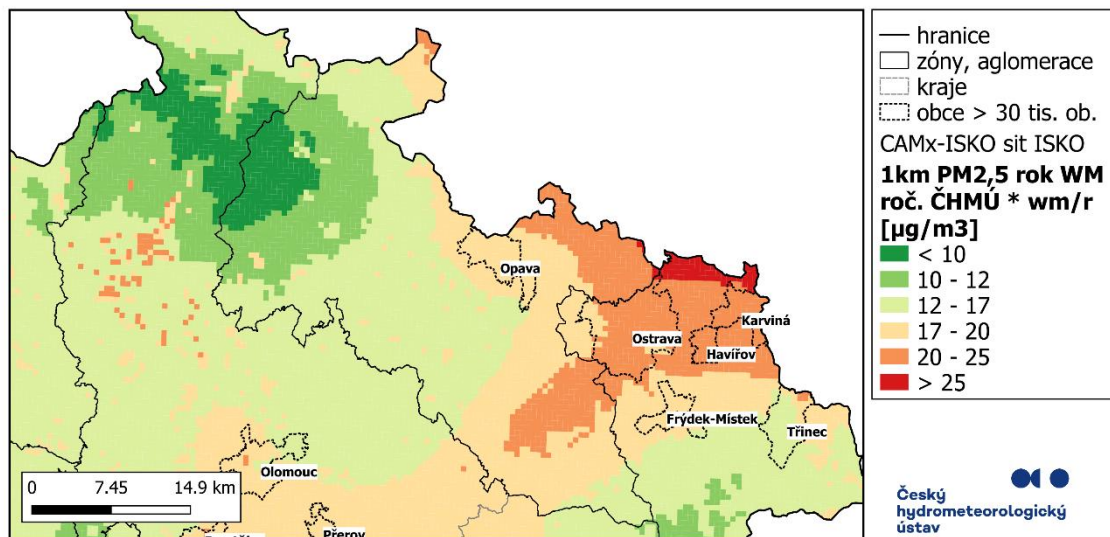 Opava
Karviná
Ostrava
Havířov
Frýdek-Místek
Třinec
Olomouc
Přerov
0 7.45 14.9 km
hranice
zóny, aglomerace
kraje
obce > 30 tis. ob.
CAMx-ISKO sit ISKO
1km PM2,5 rok WM
roč. ČHMÚ * wm/r
[µg/m3]
< 10
10 - 12
12 - 17
17 - 20
20 - 25
> 25
Český
hydrometeorologický
ústav